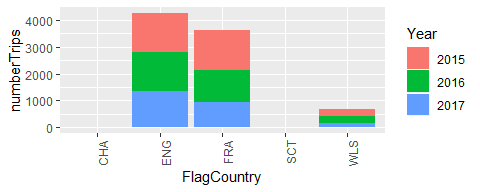 numberTrips
4000
3000
2000
1000
0
CHA
ENG
FRA
SCT
WLS
FlagCountry
Year
2015
2016
2017